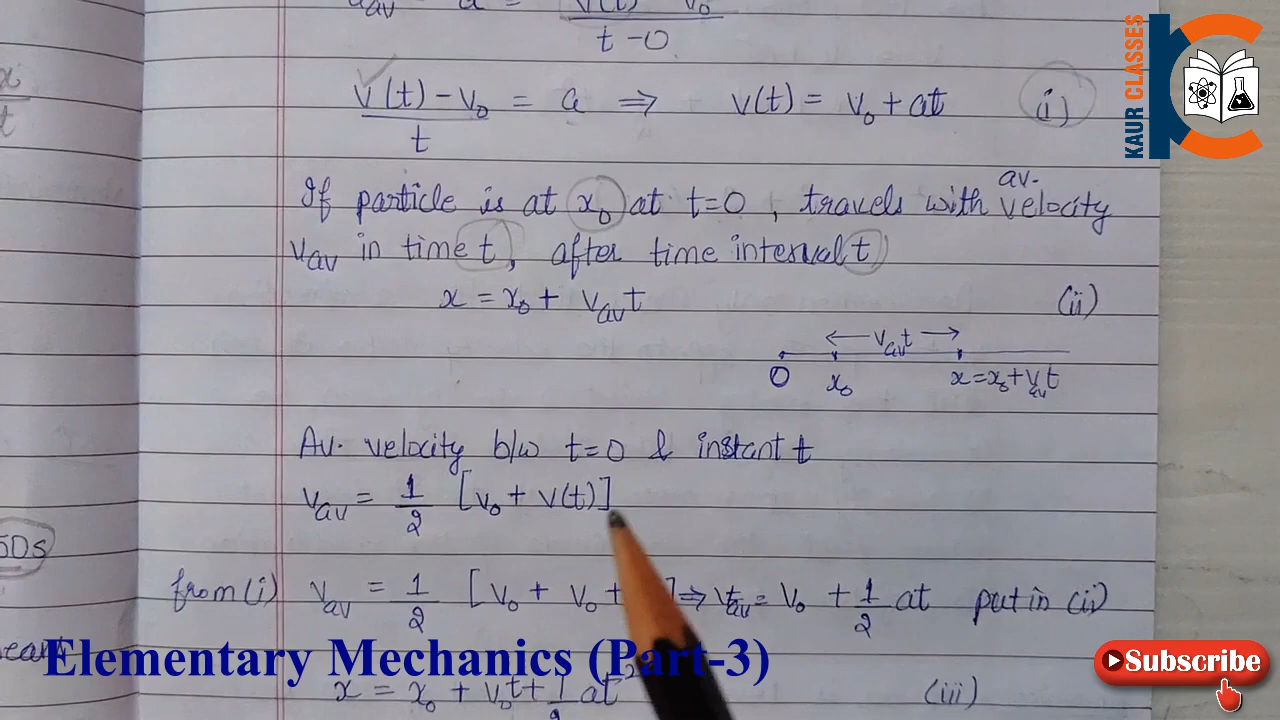 v(t) - v₀
t - 0
v(t) - v₀ = a ⇒ v(t) = v₀ + at (i)
t
x
t
av.
If particle is at x₀ at t=0, travels with velocity
v_av in time t, after time interval t
x = x₀ + v_av t (ii)
← v_av t →
0 x₀ x=x₀+v_av t
Av. velocity b/w t=0 & instant t
v_av = 1/2 [v₀ + v(t)]
from (i) v_av = 1/2 [v₀ + v₀ + ] ⇒ v_av = v₀ + 1/2 at put in (ii)
x = x₀ + v₀t + 1/2 at² (iii)
KAUR CLASSES
Elementary Mechanics (Part-3)
Subscribe